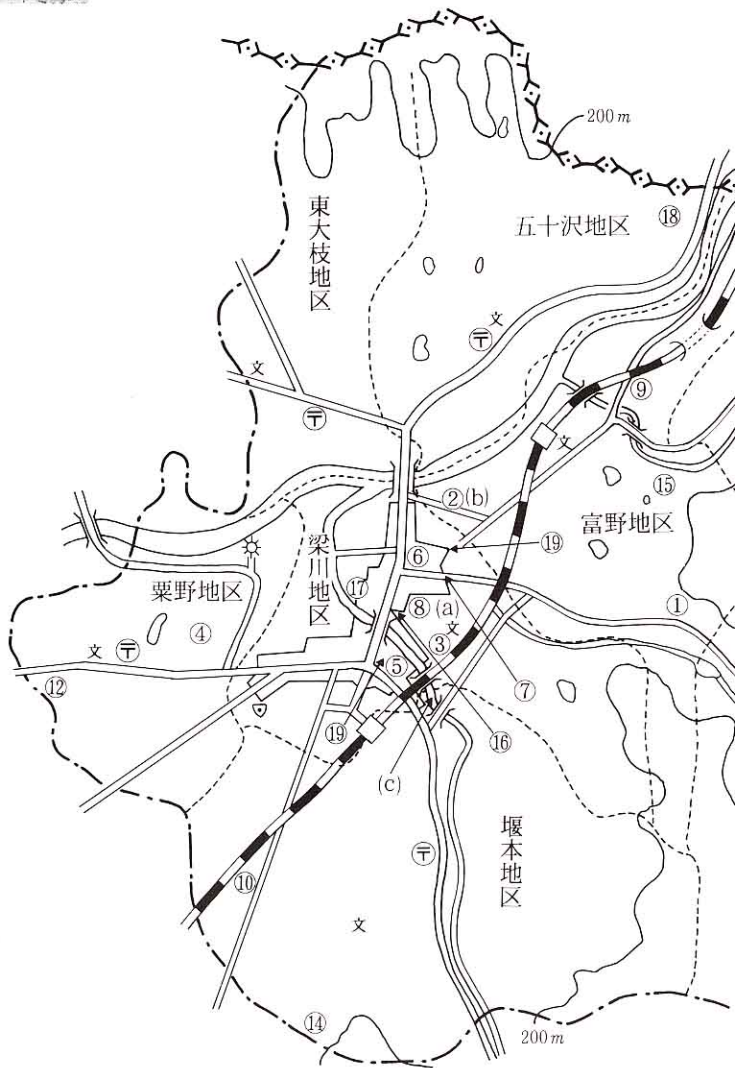 200m
東大枝地区
五十沢地区
⑱
文
〒
文
〒
⑨
文
②(b)
⑮
富野地区
⑲
梁川地区
⑥
⑰
粟野地区
④
⑧(a)
①
③
文
文
〒
⑤
⑫
⑦
⑲
⑯
(c)
堰本地区
〒
⑩
文
⑭
200m